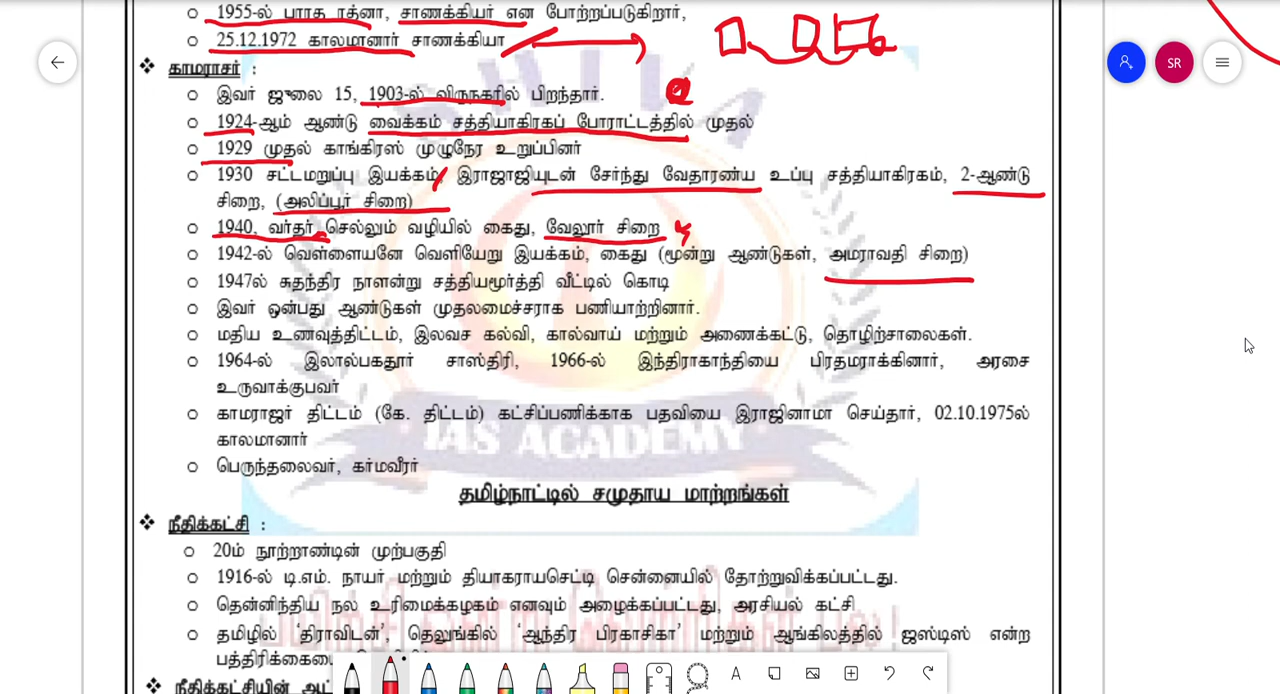 1955-ல் பாரத ரத்னா, சாணக்கியர் என போற்றப்படுகிறார்,
25.12.1972 காலமானார் சாணக்கியா
காமராசர் :
இவர் ஜுலை 15, 1903-ல் விருநகரில் பிறந்தார்.
1924-ஆம் ஆண்டு வைக்கம் சத்தியாகிரகப் போராட்டத்தில் முதல்
1929 முதல் காங்கிரஸ் முழுநேர உறுப்பினர்
1930 சட்டமறுப்பு இயக்கம், இராஜாஜியுடன் சேர்ந்து வேதாரண்ய உப்பு சத்தியாகிரகம், 2-ஆண்டு
சிறை, (அலிப்பூர் சிறை)
1940, வர்தா செல்லும் வழியில் கைது, வேலூர் சிறை
1942-ல் வெள்ளையனே வெளியேறு இயக்கம், கைது (மூன்று ஆண்டுகள், அமராவதி சிறை)
1947ல் சுதந்திர நாளன்று சத்தியமூர்த்தி வீட்டில் கொடி
இவர் ஒன்பது ஆண்டுகள் முதலமைச்சராக பணியாற்றினார்.
மதிய உணவுத்திட்டம், இலவச கல்வி, கால்வாய் மற்றும் அணைக்கட்டு, தொழிற்சாலைகள்.
1964-ல் இலால்பகதூர் சாஸ்திரி, 1966-ல் இந்திராகாந்தியை பிரதமராக்கினார், அரசை
உருவாக்குபவர்
காமராஜர் திட்டம் (கே. திட்டம்) கட்சிப்பணிக்காக பதவியை இராஜினாமா செய்தார், 02.10.1975ல்
காலமானார்
பெருந்தலைவர், கர்மவீரர்
IAS ACADEMY
தமிழ்நாட்டில் சமுதாய மாற்றங்கள்
நீதிக்கட்சி :
20ம் நூற்றாண்டின் முற்பகுதி
1916-ல் டி.எம். நாயர் மற்றும் தியாகராயசெட்டி சென்னையில் தோற்றுவிக்கப்பட்டது.
தென்னிந்திய நல உரிமைக்கழகம் எனவும் அழைக்கப்பட்டது, அரசியல் கட்சி
தமிழில் 'திராவிடன்', தெலுங்கில் 'ஆந்திர பிரகாசிகா' மற்றும் ஆங்கிலத்தில் ஜஸ்டிஸ் என்ற
SR
A